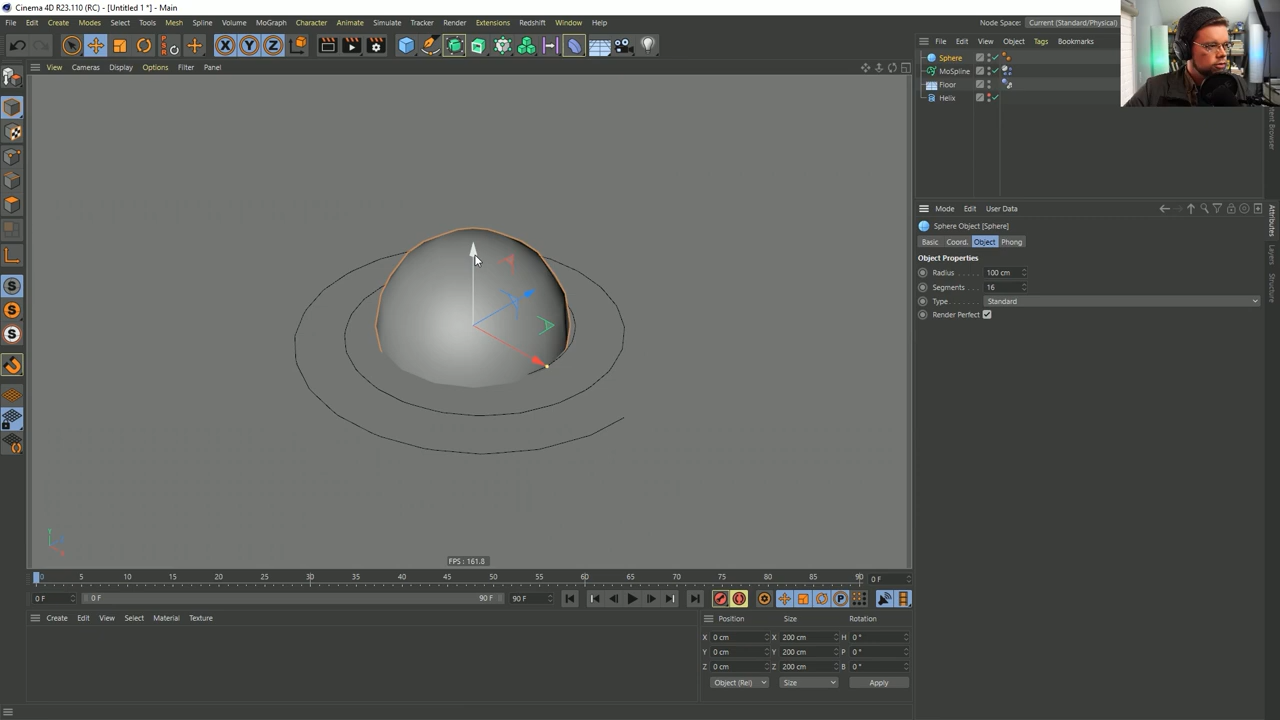 Cinema 4D R23.110 (RC) - [Untitled 1 *] - Main
File Edit Create Modes Select Tools Mesh Spline Volume MoGraph Character Animate Simulate Tracker Render Extensions Redshift Window Help
Node Space: Current (Standard/Physical)
X Y Z
View Cameras Display Options Filter Panel
File Edit View Object Tags Bookmarks
Sphere
MoSpline
Floor
Helix
Layers
Mode Edit User Data
Attributes
Structure
Sphere Object [Sphere]
Basic Coord. Object Phong
Object Properties
Radius 100 cm
Segments 16
Type Standard
Render Perfect
Y
FPS : 161.8
0 5 10 15 20 25 30 35 40 45 50 55 60 65 70 75 80 85 90 0 F
0 F 0 F 90 F 90 F P
Create Edit View Select Material Texture
Position Size Rotation
X 0 cm X 200 cm H 0 °
Y 0 cm Y 200 cm P 0 °
Z 0 cm Z 200 cm B 0 °
Object (Rel) Size Apply